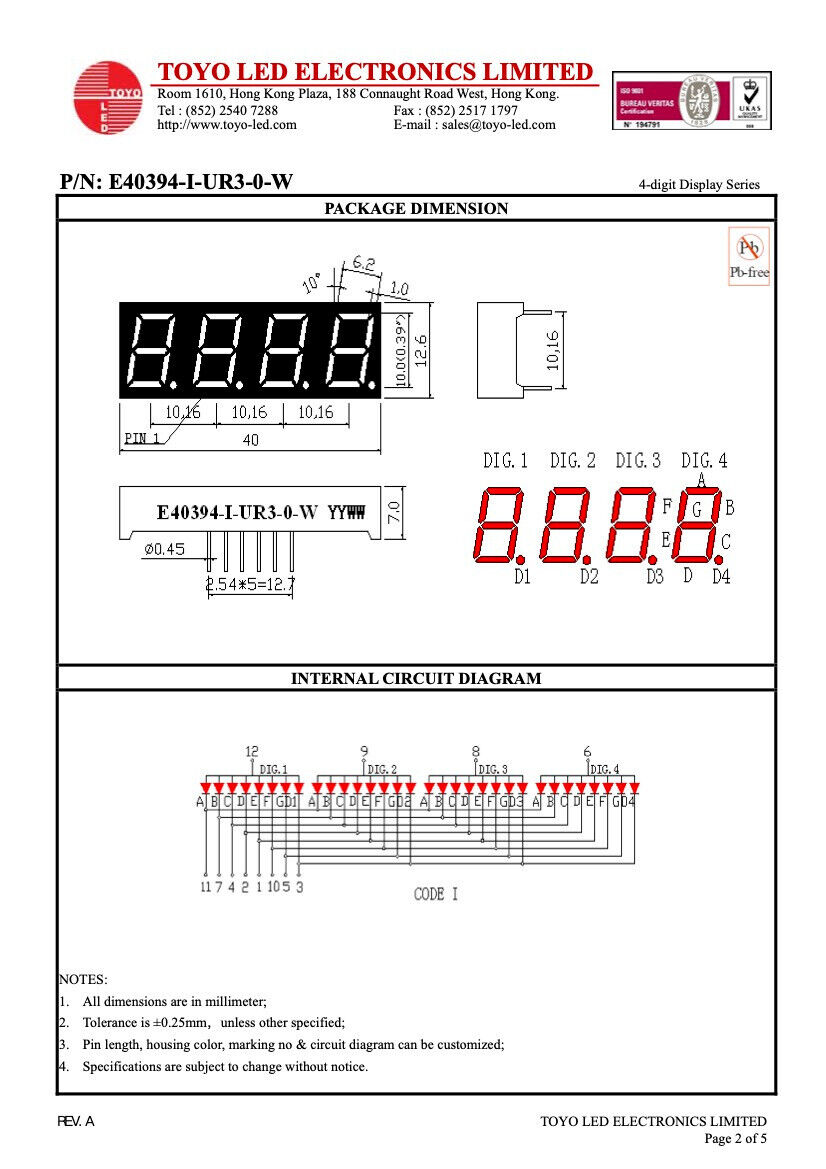 TOYO LED ELECTRONICS LIMITED
TOYO
L
E
D
Room 1610, Hong Kong Plaza, 188 Connaught Road West, Hong Kong.
Tel : (852) 2540 7288 Fax : (852) 2517 1797
http://www.toyo-led.com E-mail : sales@toyo-led.com
ISO 9001
BUREAU VERITAS
Certification
N° 194791
BUREAU VERITAS
1828
UKAS
QUALITY
MANAGEMENT
008
P/N: E40394-I-UR3-0-W 4-digit Display Series
PACKAGE DIMENSION
Pb
Pb-free
10° 6.2 1.0
10.0(0.39")
12.6
10,16
10,16 10,16 10,16
PIN 1
40
DIG.1 DIG.2 DIG.3 DIG.4
A
F G B
E C
D1 D2 D3 D D4
E40394-I-UR3-0-W YYWW
7.0
Ø0.45
2.54*5=12.7
INTERNAL CIRCUIT DIAGRAM
12 9 8 6
DIG.1 DIG.2 DIG.3 DIG.4
A B C D E F G D1 A B C D E F G D2 A B C D E F G D3 A B C D E F G D4
11 7 4 2 1 10 5 3
CODE I
NOTES:
1. All dimensions are in millimeter;
2. Tolerance is ±0.25mm, unless other specified;
3. Pin length, housing color, marking no & circuit diagram can be customized;
4. Specifications are subject to change without notice.
REV. A TOYO LED ELECTRONICS LIMITED
Page 2 of 5